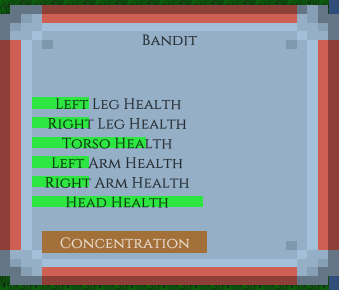 Bandit
Left Leg Health
Right Leg Health
Torso Health
Left Arm Health
Right Arm Health
Head Health
Concentration